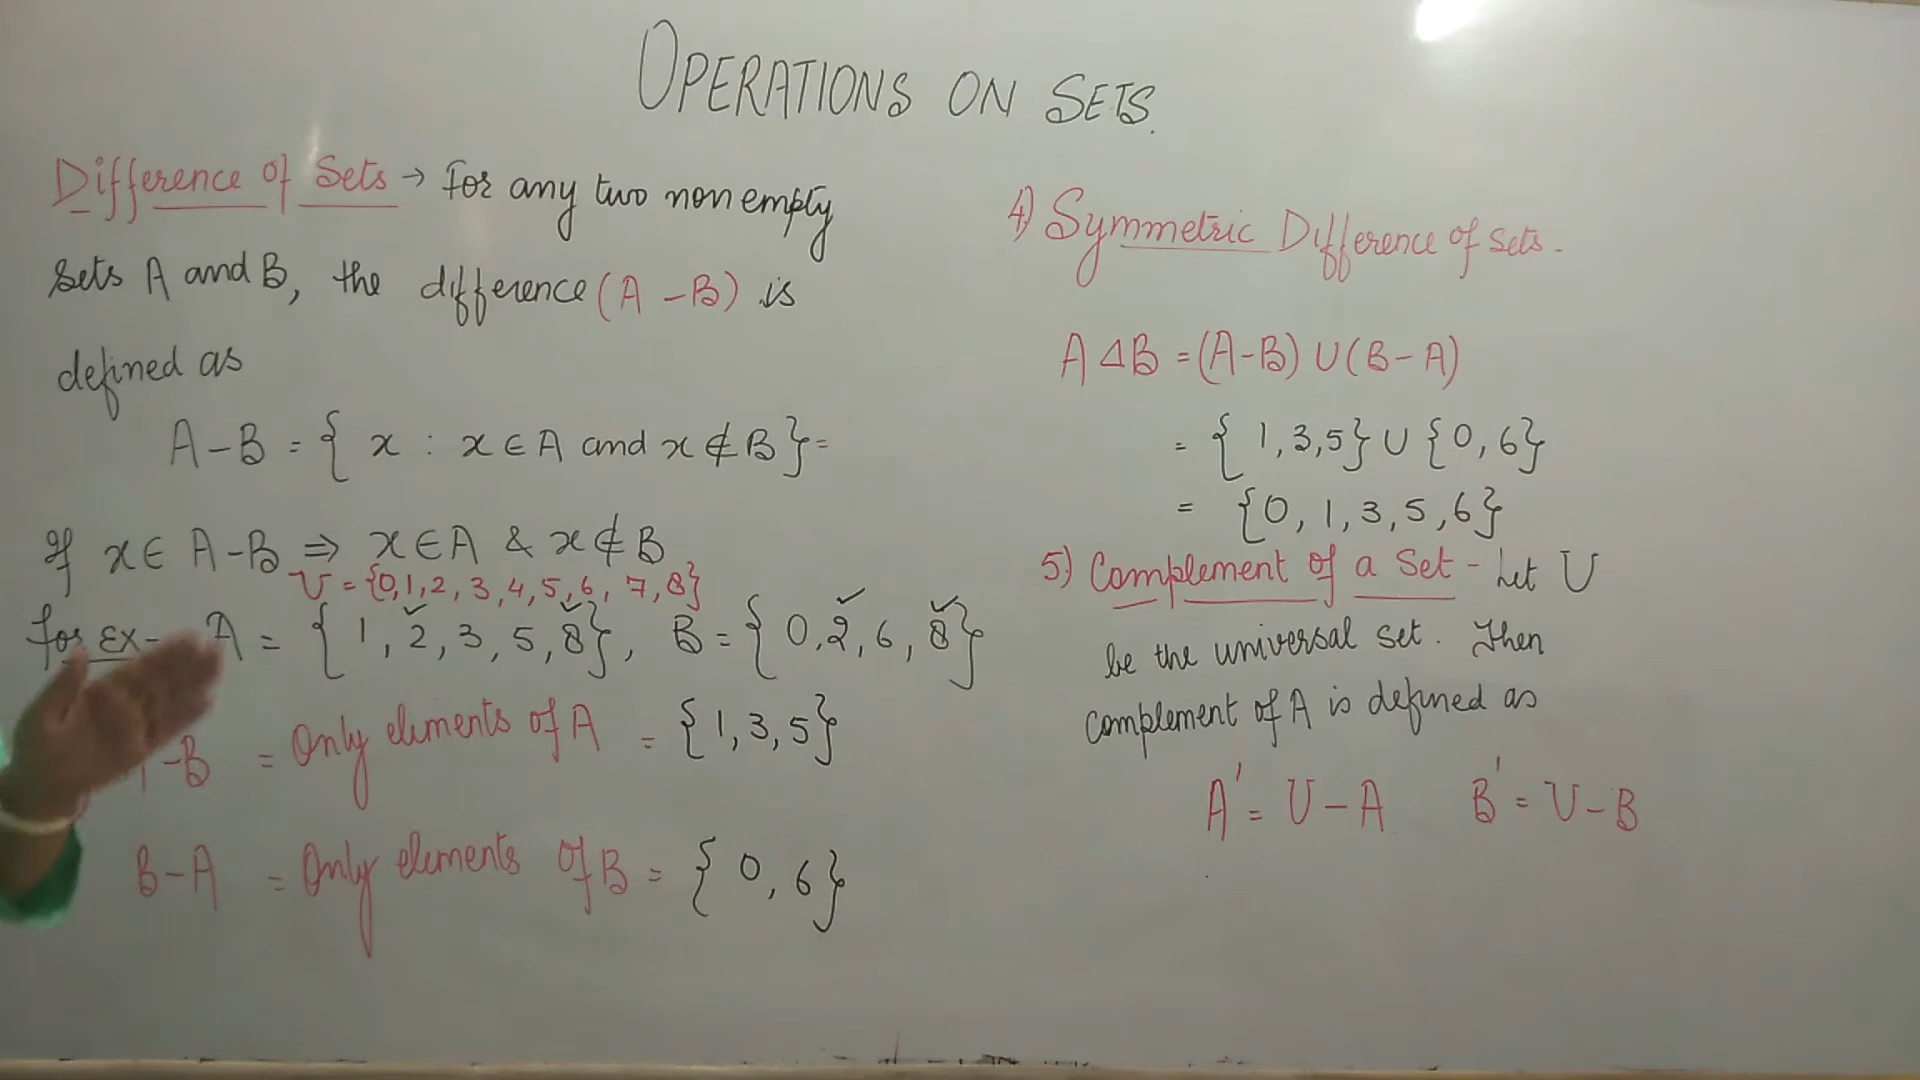 OPERATIONS ON SETS.
Difference of Sets → For any two non empty
Sets A and B, the difference (A - B) is
defined as
A - B = { x : x ∈ A and x ∉ B} =
If x ∈ A - B ⇒ x ∈ A & x ∉ B
U = {0,1,2,3,4,5,6,7,8}
For Ex- A = { 1, 2, 3, 5, 8}, B = { 0, 2, 6, 8}
-B = Only elements of A = {1, 3, 5}
B-A = Only elements of B = { 0, 6}
4) Symmetric Difference of Sets.
A Δ B = (A-B) ∪ (B-A)
= { 1,3,5} ∪ {0, 6}
= {0, 1, 3, 5, 6}
5) Complement of a Set - Let U
be the universal set. Then
Complement of A is defined as
A' = U - A B' = U - B